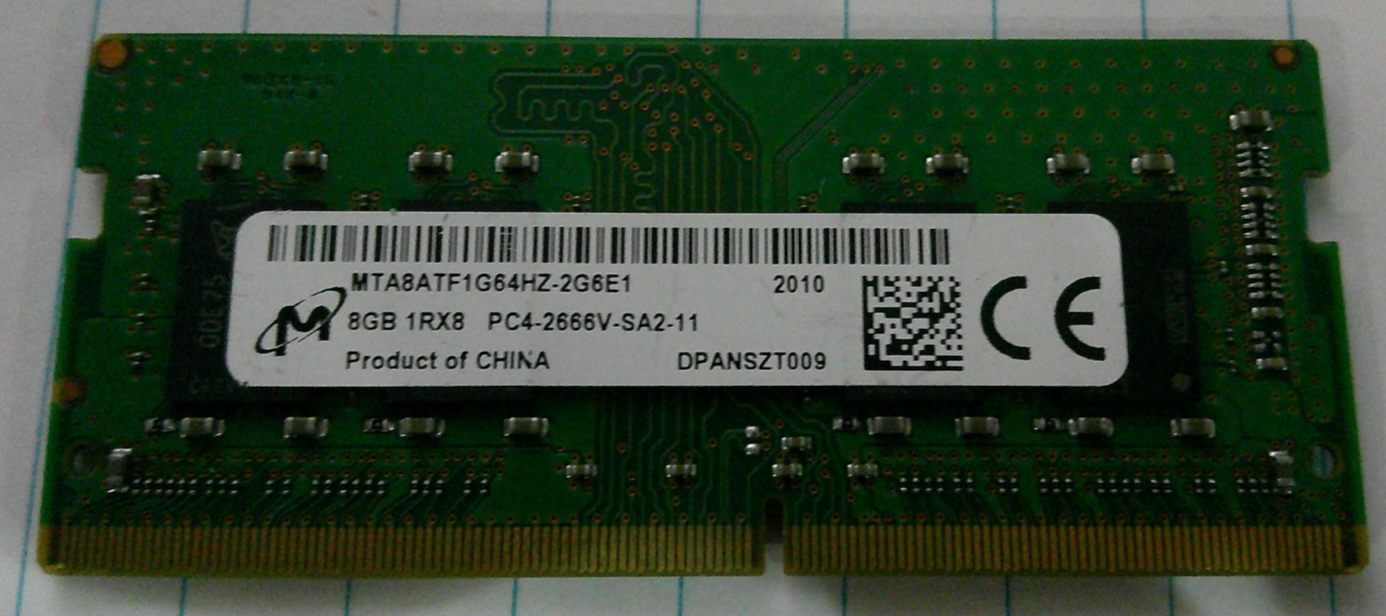 MTA8ATF1G64HZ-2G6E1 2010
8GB 1RX8 PC4-2666V-SA2-11
Product of CHINA DPANSZT009
CE